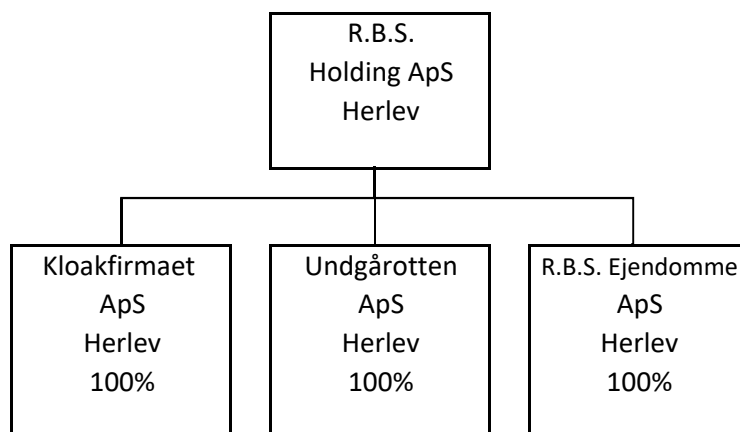 R.B.S.
Holding ApS
Herlev
Kloakfirmaet
ApS
Herlev
100%
Undgårotten
ApS
Herlev
100%
R.B.S. Ejendomme
ApS
Herlev
100%